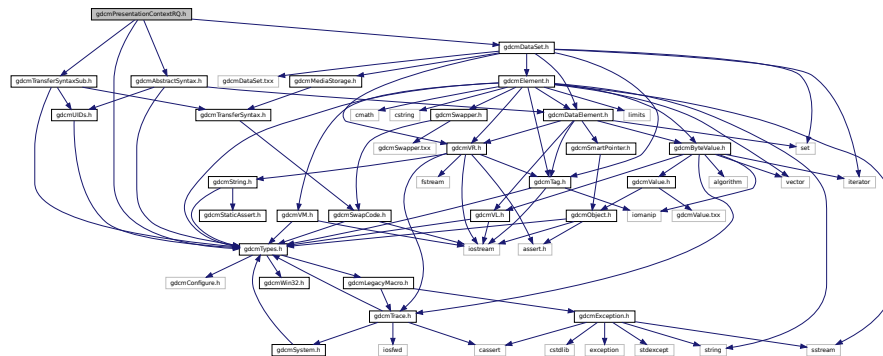 gdcmPresentationContextRQ.h
gdcmDataSet.h
gdcmTransferSyntaxSub.h
gdcmAbstractSyntax.h
gdcmDataSet.txx
gdcmMediaStorage.h
gdcmElement.h
gdcmUIDs.h
gdcmTransferSyntax.h
cmath
cstring
gdcmSwapper.h
gdcmDataElement.h
limits
gdcmSwapper.txx
gdcmVR.h
gdcmSmartPointer.h
gdcmByteValue.h
set
gdcmString.h
fstream
gdcmTag.h
gdcmValue.h
algorithm
vector
iterator
gdcmStaticAssert.h
gdcmVM.h
gdcmSwapCode.h
gdcmVL.h
gdcmObject.h
iomanip
gdcmValue.txx
gdcmTypes.h
iostream
assert.h
gdcmConfigure.h
gdcmWin32.h
gdcmLegacyMacro.h
gdcmTrace.h
gdcmException.h
gdcmSystem.h
iosfwd
cassert
cstdlib
exception
stdexcept
string
sstream